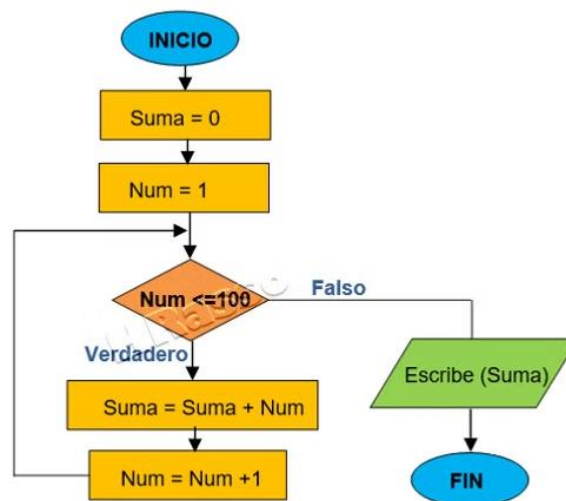 INICIO
Suma = 0
Num = 1
Num <=100
Falso
Verdadero
Escribe (Suma)
Suma = Suma + Num
Num = Num +1
FIN